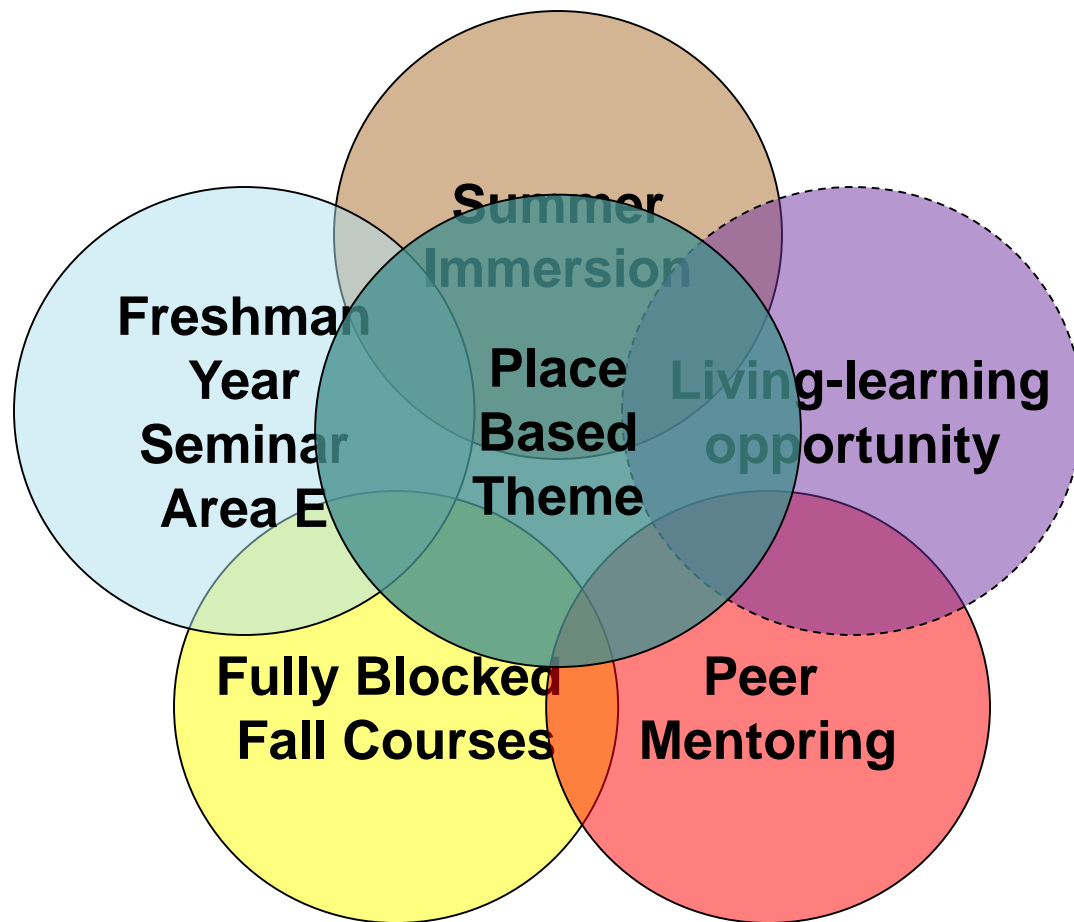 Summer
Immersion
Freshman
Year
Seminar
Area E
Place
Based
Theme
Living-learning
opportunity
Fully Blocked
Fall Courses
Peer
Mentoring